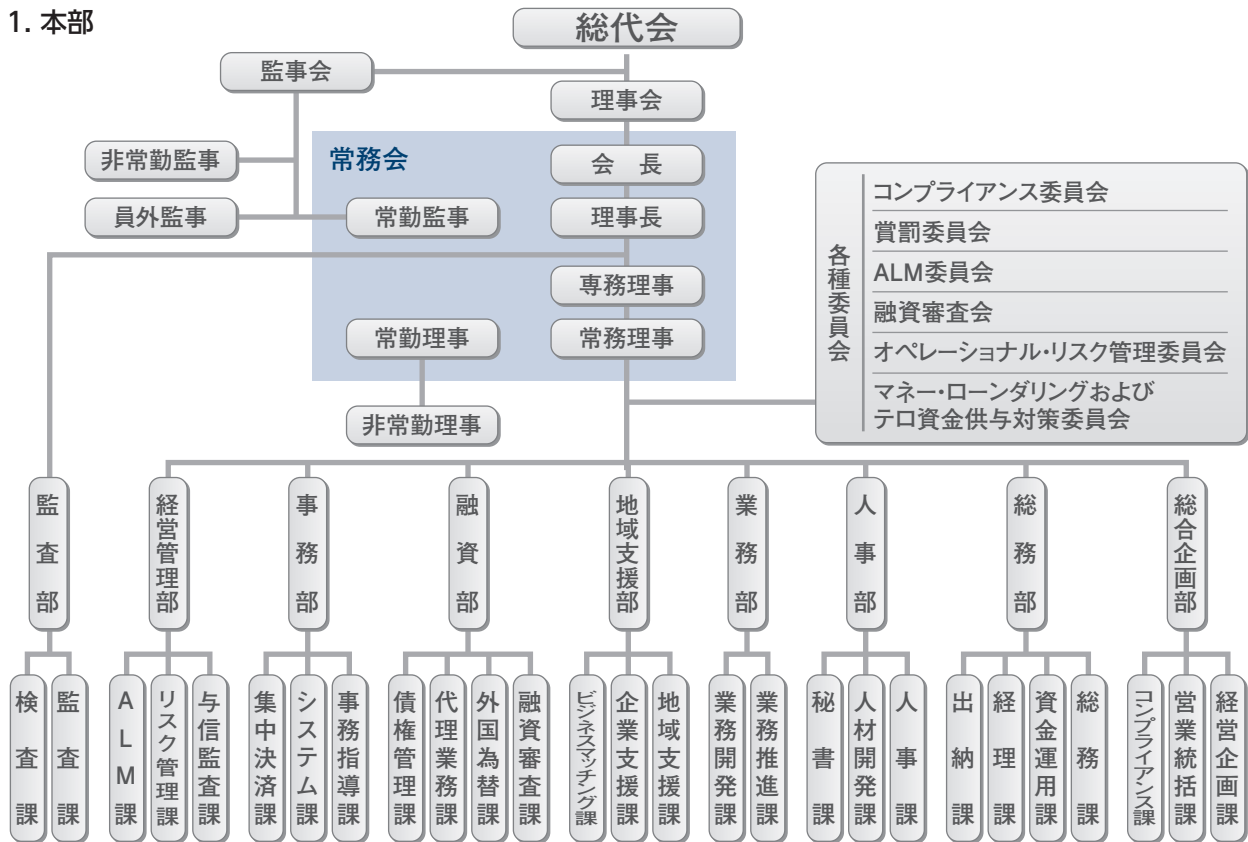 1. 本部
総代会
監事会
理事会
非常勤監事
常務会
会　長
員外監事
常勤監事
理事長
専務理事
常勤理事
常務理事
非常勤理事
各種委員会
コンプライアンス委員会
賞罰委員会
ALM委員会
融資審査会
オペレーショナル・リスク管理委員会
マネー・ローンダリングおよび
テロ資金供与対策委員会
監査部
経営管理部
事務部
融資部
地域支援部
業務部
人事部
総務部
総合企画部
検査課
監査課
ALM課
リスク管理課
与信監査課
集中決済課
システム課
事務指導課
債権管理課
代理業務課
外国為替課
融資審査課
ビジネスマッチング課
企業支援課
地域支援課
業務開発課
業務推進課
秘書課
人材開発課
人事課
出納課
経理課
資金運用課
総務課
コンプライアンス課
営業統括課
経営企画課